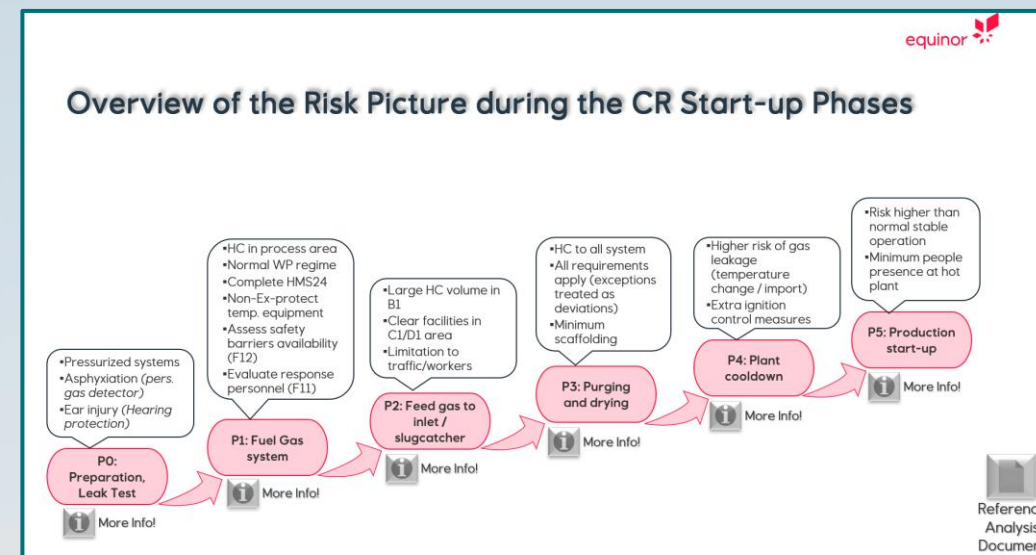 equinor
Overview of the Risk Picture during the CR Start-up Phases
▪Pressurized systems
▪Asphyxiation (pers.
gas detector)
▪Ear injury (Hearing
protection)
P0:
Preparation,
Leak Test
More Info!
▪HC in process area
▪Normal WP regime
▪Complete HMS24
▪Non-Ex-protect
temp. equipment
▪Assess safety
barriers availability
(F12)
▪Evaluate response
personnel (F11)
P1: Fuel Gas
system
More Info!
▪Large HC volume in
B1
▪Clear facilities in
C1/D1 area
▪Limitation to
traffic/workers
P2: Feed gas to
inlet /
slugcatcher
More Info!
▪HC to all system
▪All requirements
apply (exceptions
treated as
deviations)
▪Minimum
scaffolding
P3: Purging
and drying
More Info!
▪Higher risk of gas
leakage
(temperature
change / import)
▪Extra ignition
control measures
P4: Plant
cooldown
More Info!
▪Risk higher than
normal stable
operation
▪Minimum people
presence at hot
plant
P5: Production
start-up
More Info!
Reference
Analysis
Document